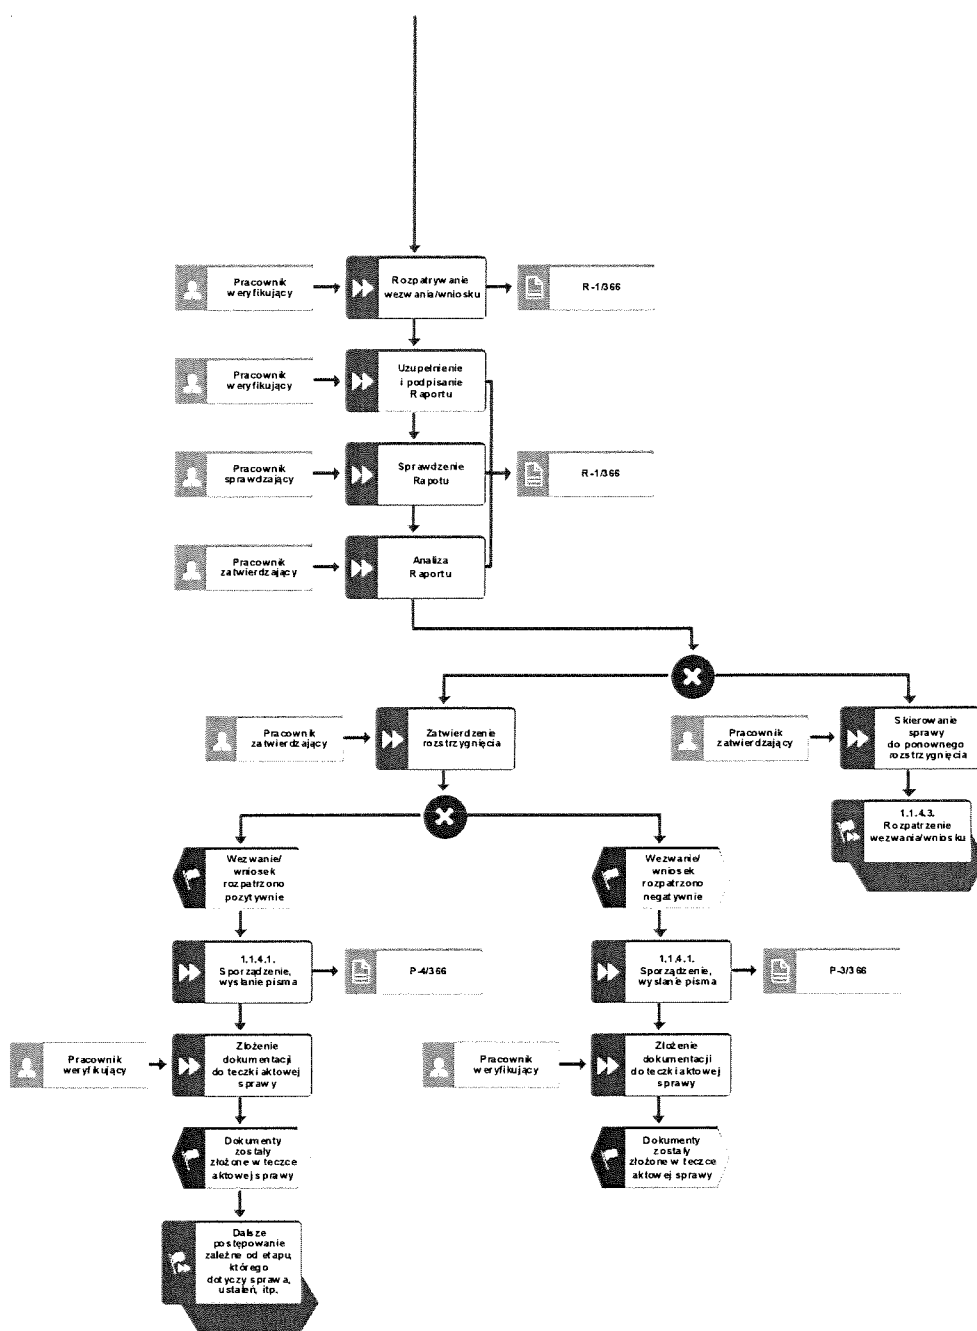 Pracownik
weryfikujący
Rozpatrywanie
wezwania/wniosku
R-1/366
Pracownik
weryfikujący
Uzupełnienie
i podpisanie
Raportu
Pracownik
sprawdzający
Sprawdzenie
Rapotu
R-1/366
Pracownik
zatwierdzający
Analiza
Raportu
Pracownik
zatwierdzający
Zatwierdzenie
rozstrzygnięcia
Pracownik
zatwierdzający
Skierowanie
sprawy
do ponownego
rozstrzygnięcia
1.1.4.3.
Rozpatrzenie
wezwania/wniosku
Wezwanie/
wniosek
rozpatrzono
pozytywnie
Wezwanie/
wniosek
rozpatrzono
negatywnie
1.1.4.1.
Sporządzenie,
wysłanie pisma
P-4/366
1.1.4.1.
Sporządzenie,
wysłanie pisma
P-3/366
Pracownik
weryfikujący
Złożenie
dokumentacji
do teczki aktowej
sprawy
Pracownik
weryfikujący
Złożenie
dokumentacji
do teczki aktowej
sprawy
Dokumenty
zostały
złożone w teczce
aktowej sprawy
Dokumenty
zostały
złożone w teczce
aktowej sprawy
Dalsze
postępowanie
zależne od etapu,
którego
dotyczy sprawa,
ustaleń, itp.